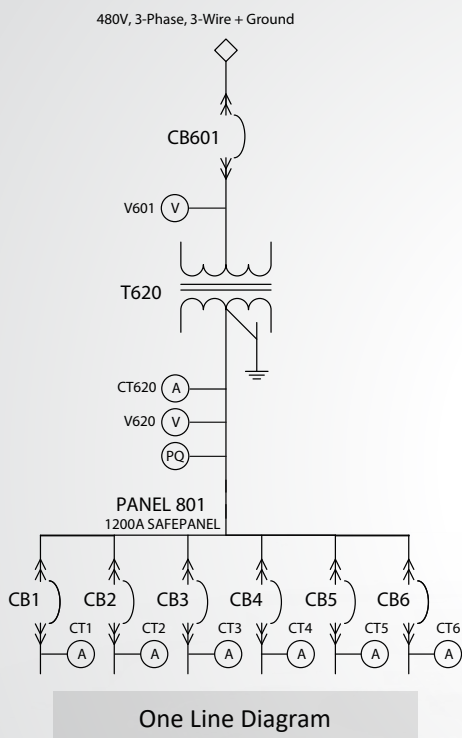 480V, 3-Phase, 3-Wire + Ground
CB601
V601 V
T620
CT620 A
V620 V
PQ
PANEL 801
1200A SAFEPANEL
CB1 CB2 CB3 CB4 CB5 CB6
CT1 CT2 CT3 CT4 CT5 CT6
A A A A A A
One Line Diagram